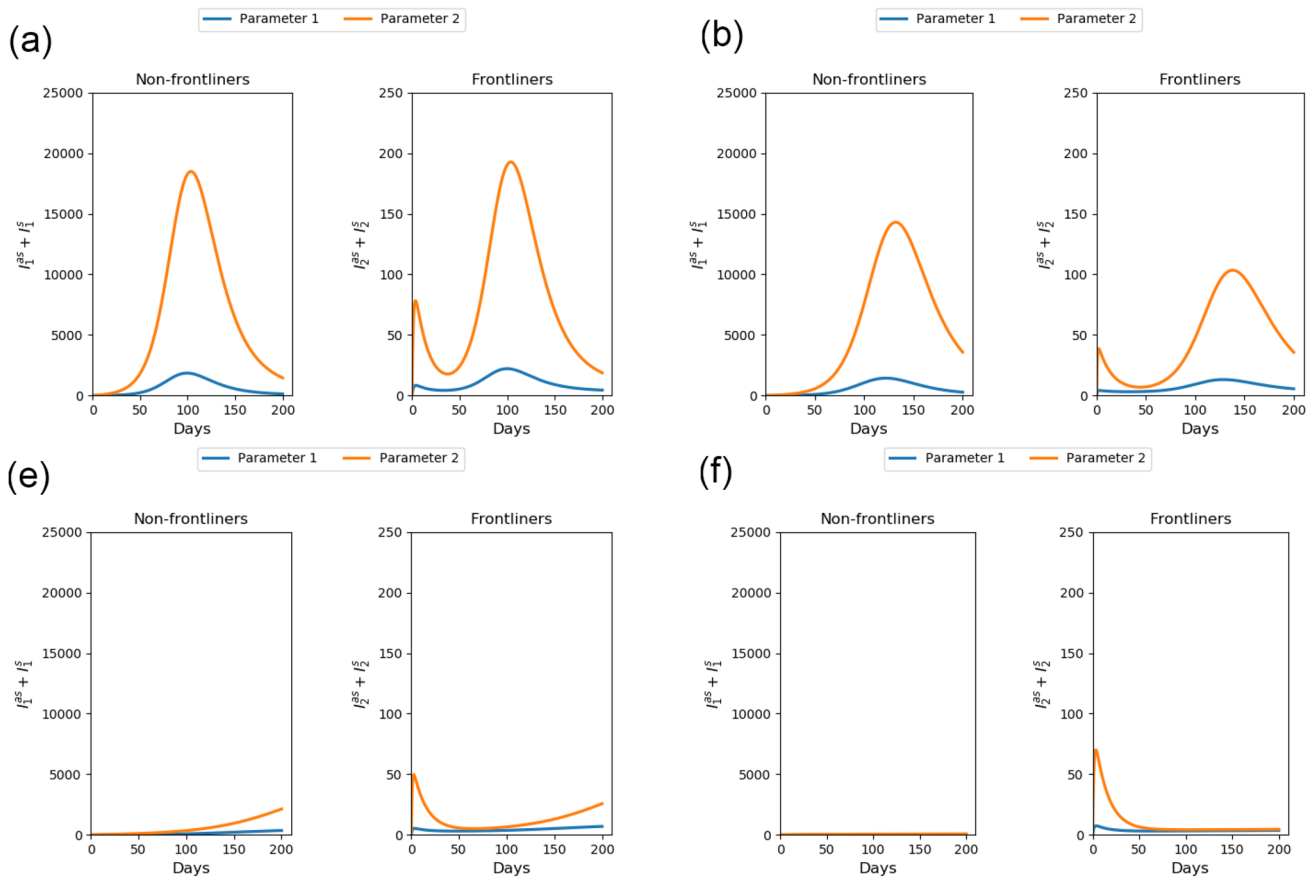 (a)
Parameter 1 Parameter 2
Non-frontliners
25000
20000
15000
10000
5000
0
0 50 100 150 200
Days
I₁ᵃˢ + I₁ˢ
Frontliners
250
200
150
100
50
0
0 50 100 150 200
Days
I₂ᵃˢ + I₂ˢ
(b)
Parameter 1 Parameter 2
Non-frontliners
25000
20000
15000
10000
5000
0
0 50 100 150 200
Days
I₁ᵃˢ + I₁ˢ
Frontliners
250
200
150
100
50
0
0 50 100 150 200
Days
I₂ᵃˢ + I₂ˢ
(e)
Parameter 1 Parameter 2
Non-frontliners
25000
20000
15000
10000
5000
0
0 50 100 150 200
Days
I₁ᵃˢ + I₁ˢ
Frontliners
250
200
150
100
50
0
0 50 100 150 200
Days
I₂ᵃˢ + I₂ˢ
(f)
Parameter 1 Parameter 2
Non-frontliners
25000
20000
15000
10000
5000
0
0 50 100 150 200
Days
I₁ᵃˢ + I₁ˢ
Frontliners
250
200
150
100
50
0
0 50 100 150 200
Days
I₂ᵃˢ + I₂ˢ